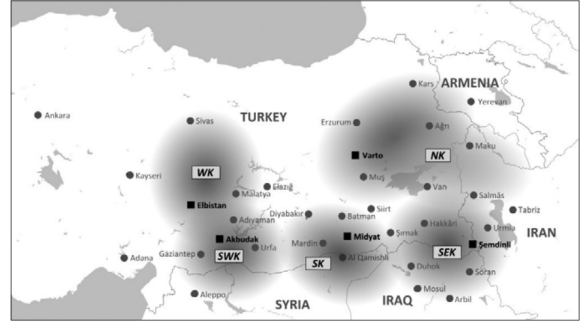 Kars
ARMENIA
Ankara
Sivas
TURKEY
Erzurum
Ağrı
Yerevan
Varto
NK
Maku
Kayseri
WK
Muş
Elazığ
Malatya
Van
Salmās
Elbistan
Adıyaman
Diyabakır
Batman
Siirt
Tabriz
Akbudak
Midyat
Şırnak
Hakkâri
Urmia
IRAN
Gaziantep
SWK
Urfa
Mardin
SK
Al Qamishli
SEK
Şemdinli
Adana
Duhok
Soran
Aleppo
SYRIA
IRAQ
Mosul
Arbil